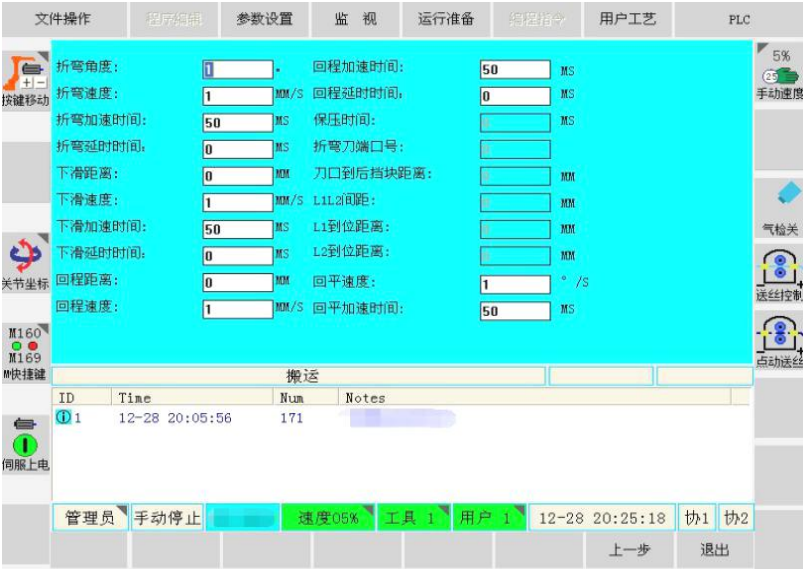 文件操作 程序编辑 参数设置 监 视 运行准备 编程指令 用户工艺 PLC
按键移动
关节坐标
M160
M169
M快捷键
伺服上电
折弯角度: 1 ° 回程加速时间: 50 MS
折弯速度: 1 MM/S 回程延时时间: 0 MS
折弯加速时间: 50 MS 保压时间: MS
折弯延时时间: 0 MS 折弯刀端口号:
下滑距离: 0 MM 刀口到后挡块距离: MM
下滑速度: 1 MM/S L1L2间距: MM
下滑加速时间: 50 MS L1到位距离: MM
下滑延时时间: 0 MS L2到位距离: MM
回程距离: 0 MM 回平速度: 1 ° /S
回程速度: 1 MM/S 回平加速时间: 50 MS
搬运
ID Time Num Notes
1 12-28 20:05:56 171
管理员 手动停止 速度05% 工具 1 用户 1 12-28 20:25:18 协1 协2
上一步 退出
5%
25
手动速度
气检关
送丝控制
点动送丝